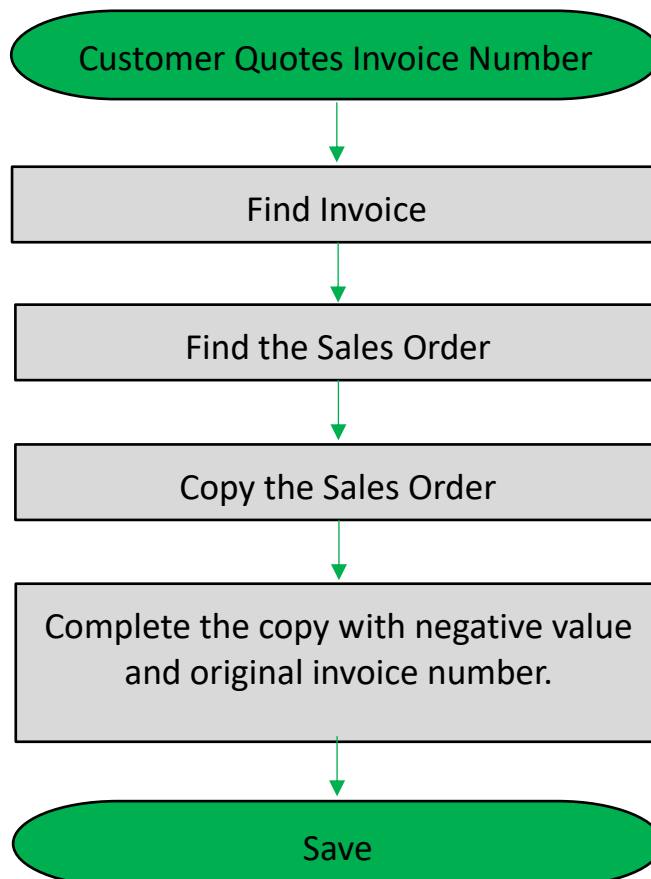 Customer Quotes Invoice Number
Find Invoice
Find the Sales Order
Copy the Sales Order
Complete the copy with negative value
and original invoice number.
Save